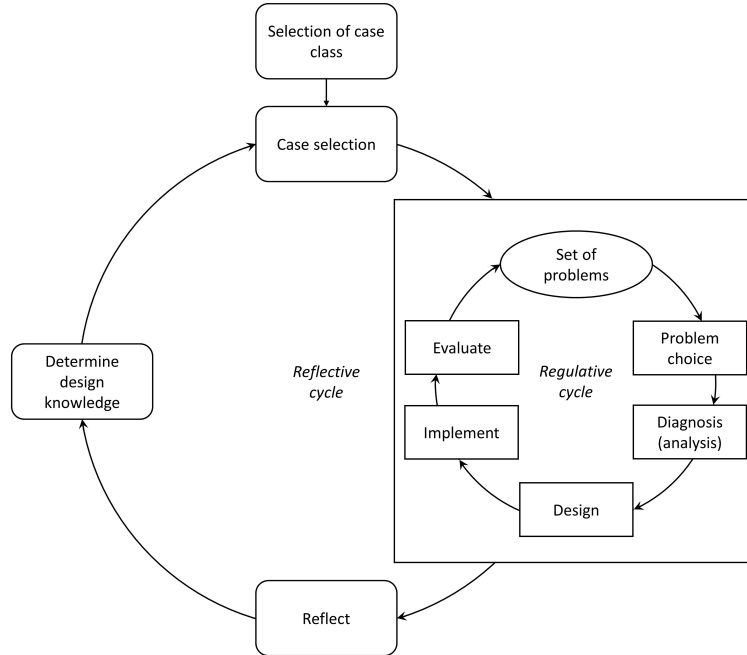 Selection of case
class
Case selection
Set of
problems
Evaluate
Problem
choice
Determine
design
knowledge
Reflective
cycle
Regulative
cycle
Implement
Diagnosis
(analysis)
Design
Reflect